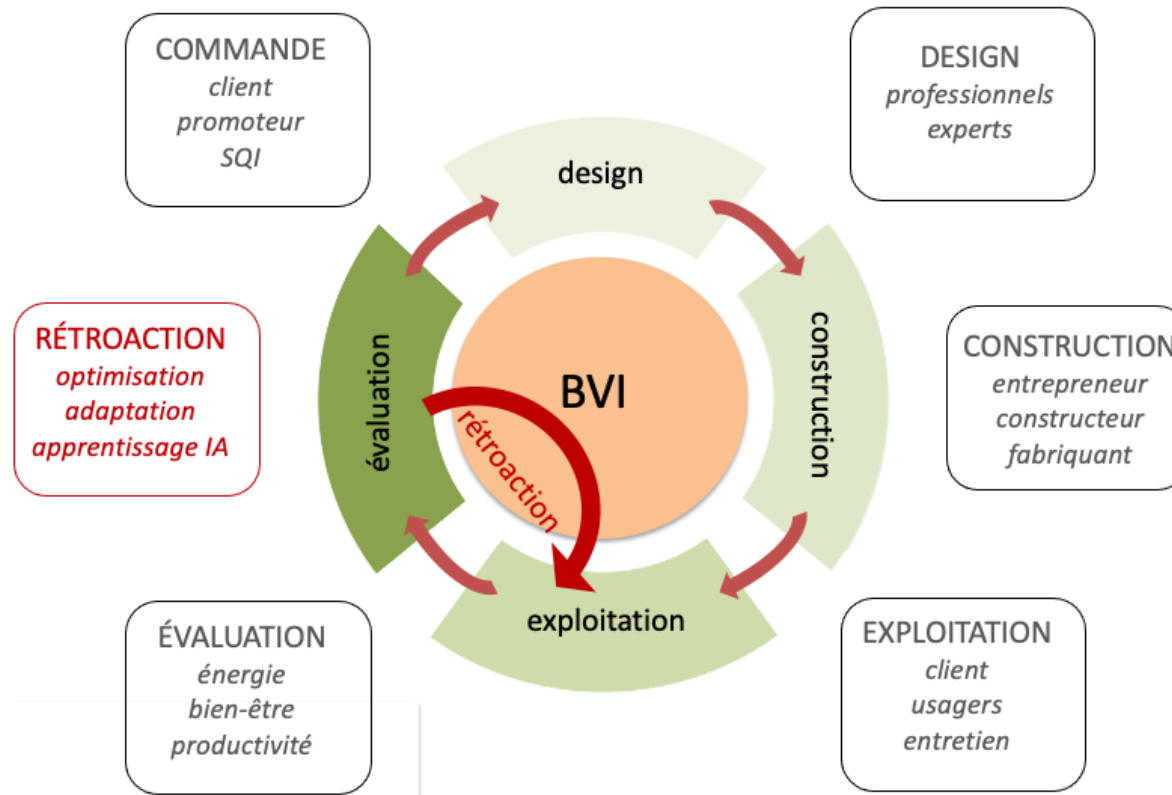 COMMANDE
client
promoteur
SQI
DESIGN
professionnels
experts
design
RÉTROACTION
optimisation
adaptation
apprentissage IA
évaluation
BVI
rétroaction
construction
CONSTRUCTION
entrepreneur
constructeur
fabriquant
exploitation
ÉVALUATION
énergie
bien-être
productivité
EXPLOITATION
client
usagers
entretien